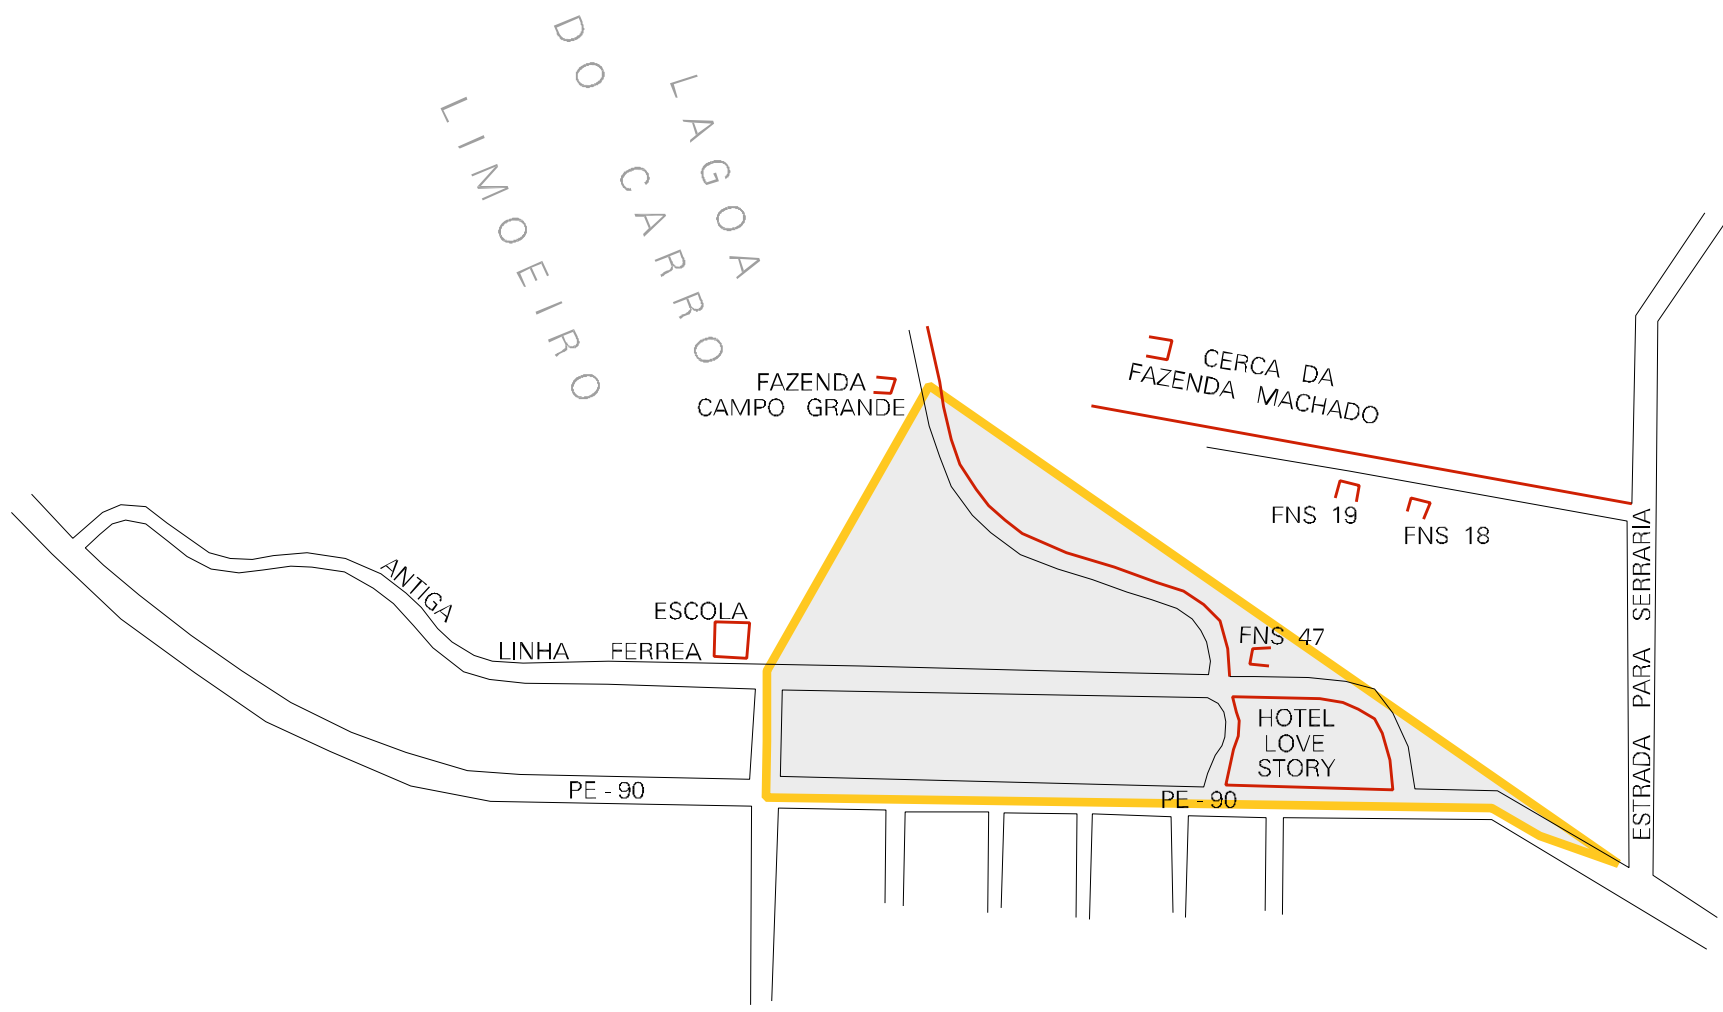 LIMOEIRO
LAGOA
DO CARRO
FAZENDA
CAMPO GRANDE
CERCA DA
FAZENDA MACHADO
FNS 19
FNS 18
ESTRADA PARA SERRARIA
ANTIGA LINHA FERREA
ESCOLA
FNS 47
HOTEL
LOVE
STORY
PE - 90
PE - 90